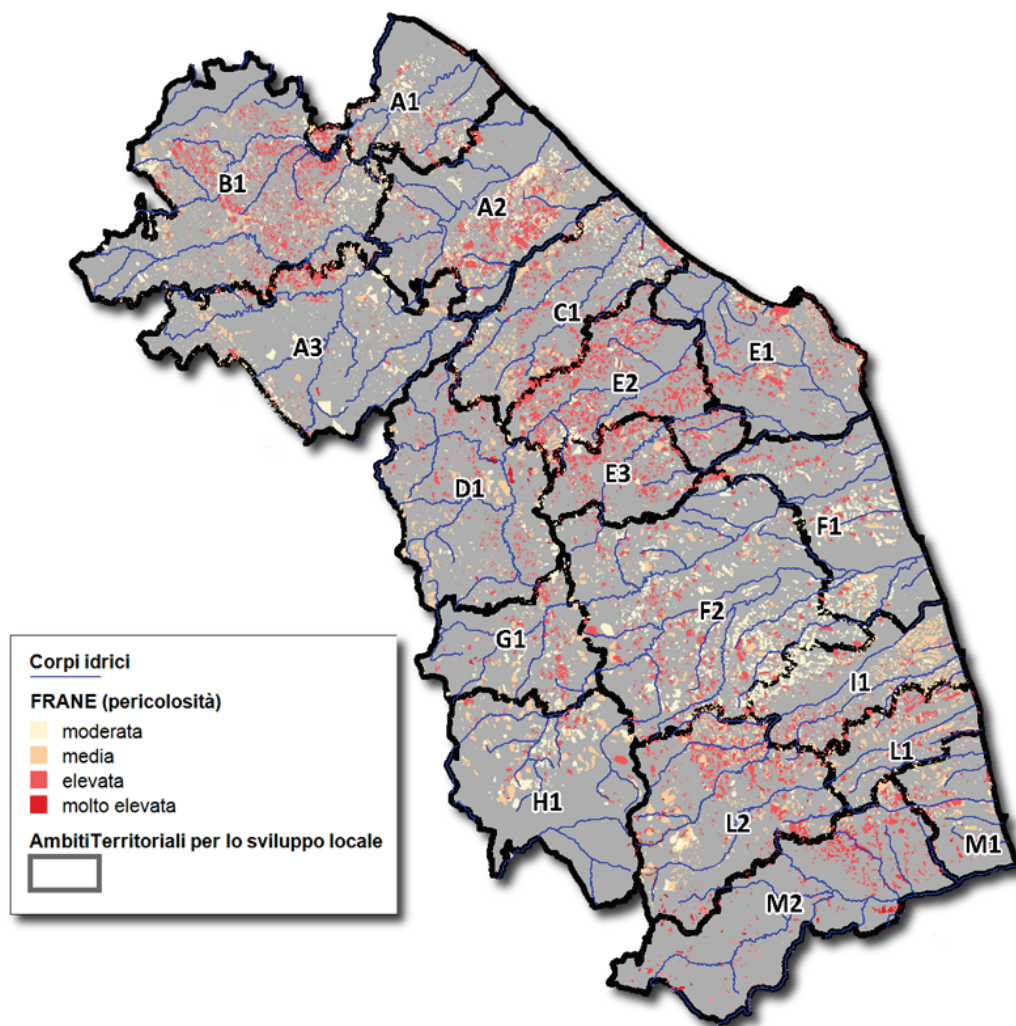 A1
B1
A2
A3
C1
E1
E2
E3
D1
F1
F2
G1
I1
L1
H1
L2
M1
M2
Corpi idrici
FRANE (pericolosità)
moderata
media
elevata
molto elevata
AmbitiTerritoriali per lo sviluppo locale